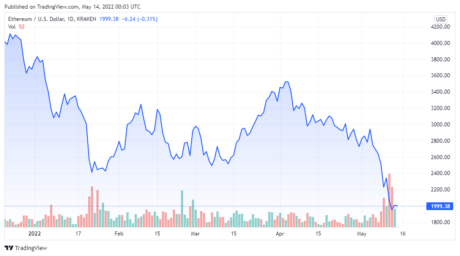 Published on TradingView.com, May 14, 2022 00:03 UTC
Ethereum / U.S. Dollar, 1D, KRAKEN 1999.38 −6.24 (−0.31%)
Vol 52
USD
4200.00
4000.00
3800.00
3600.00
3400.00
3200.00
3000.00
2800.00
2600.00
2400.00
2200.00
1999.38
1800.00
2022 17 Feb 15 Mar 15 Apr 15 May 16
TradingView